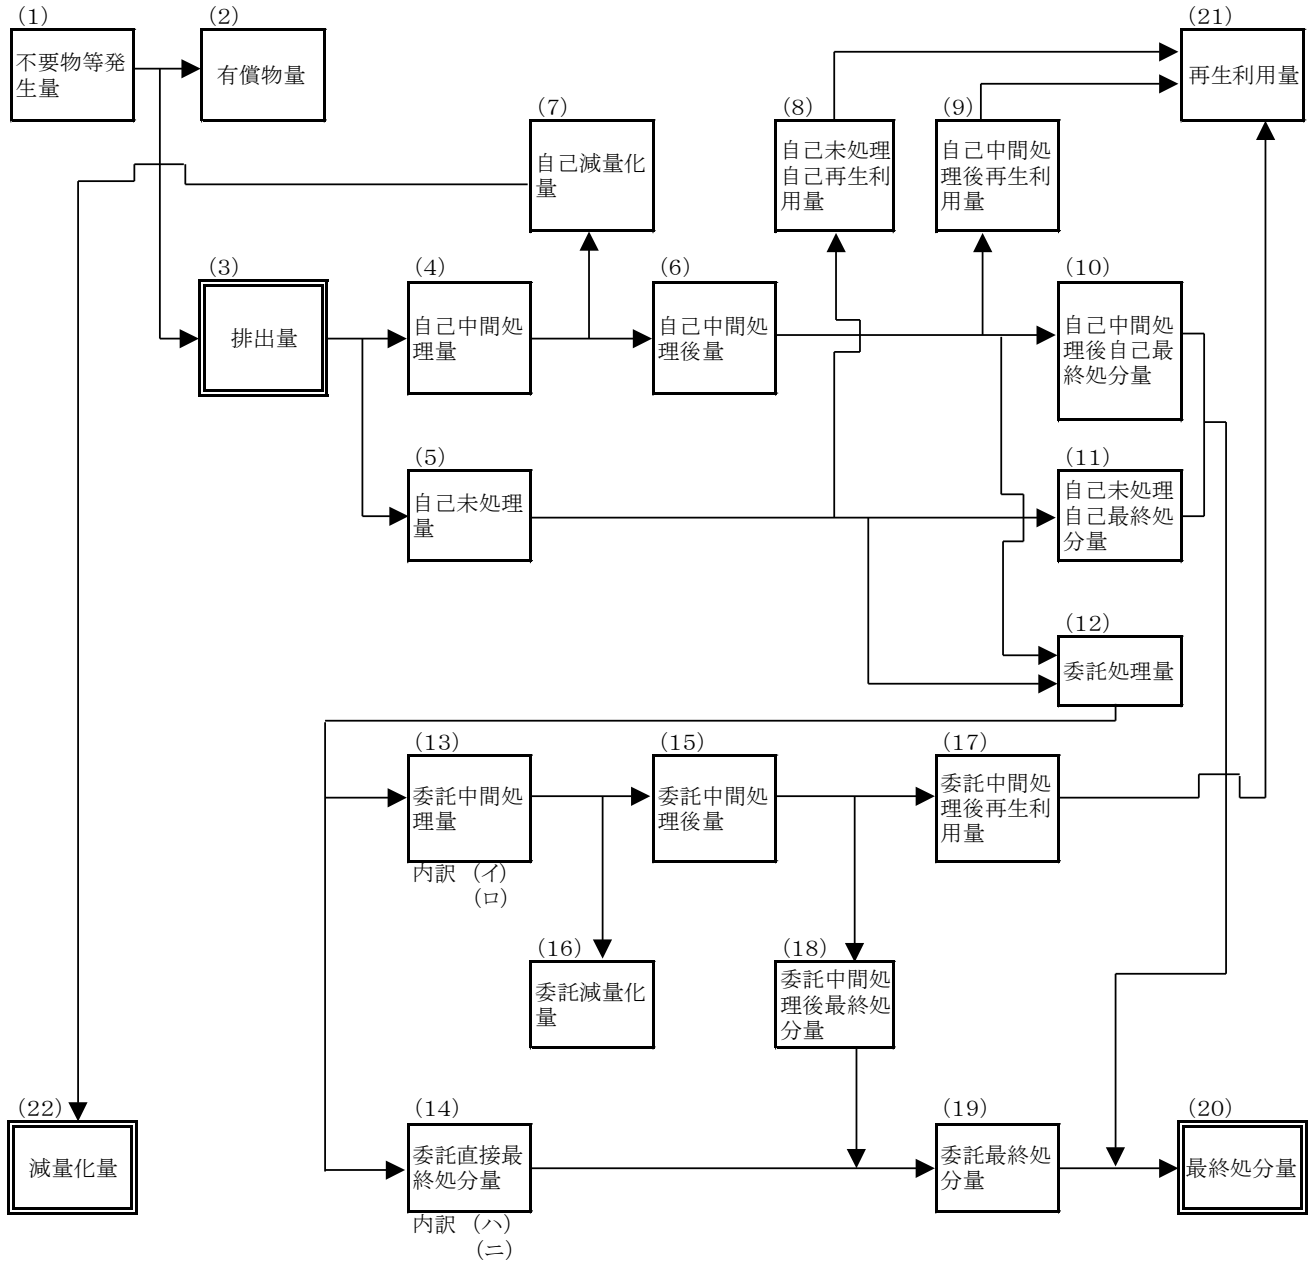 （1）
不要物等発
生量
（2）
有償物量
（21）
再生利用量
（7）
自己減量化
量
（8）
自己未処理
自己再生利
用量
（9）
自己中間処
理後再生利
用量
（3）
排出量
（4）
自己中間処
理量
（6）
自己中間処
理後量
（10）
自己中間処
理後自己最
終処分量
（5）
自己未処理
量
（11）
自己未処理
自己最終処
分量
（12）
委託処理量
（13）
委託中間処
理量
内訳 （イ）
（ロ）
（15）
委託中間処
理後量
（17）
委託中間処
理後再生利
用量
（16）
委託減量化
量
（18）
委託中間処
理後最終処
分量
（22）
減量化量
（14）
委託直接最
終処分量
内訳 （ハ）
（ニ）
（19）
委託最終処
分量
（20）
最終処分量